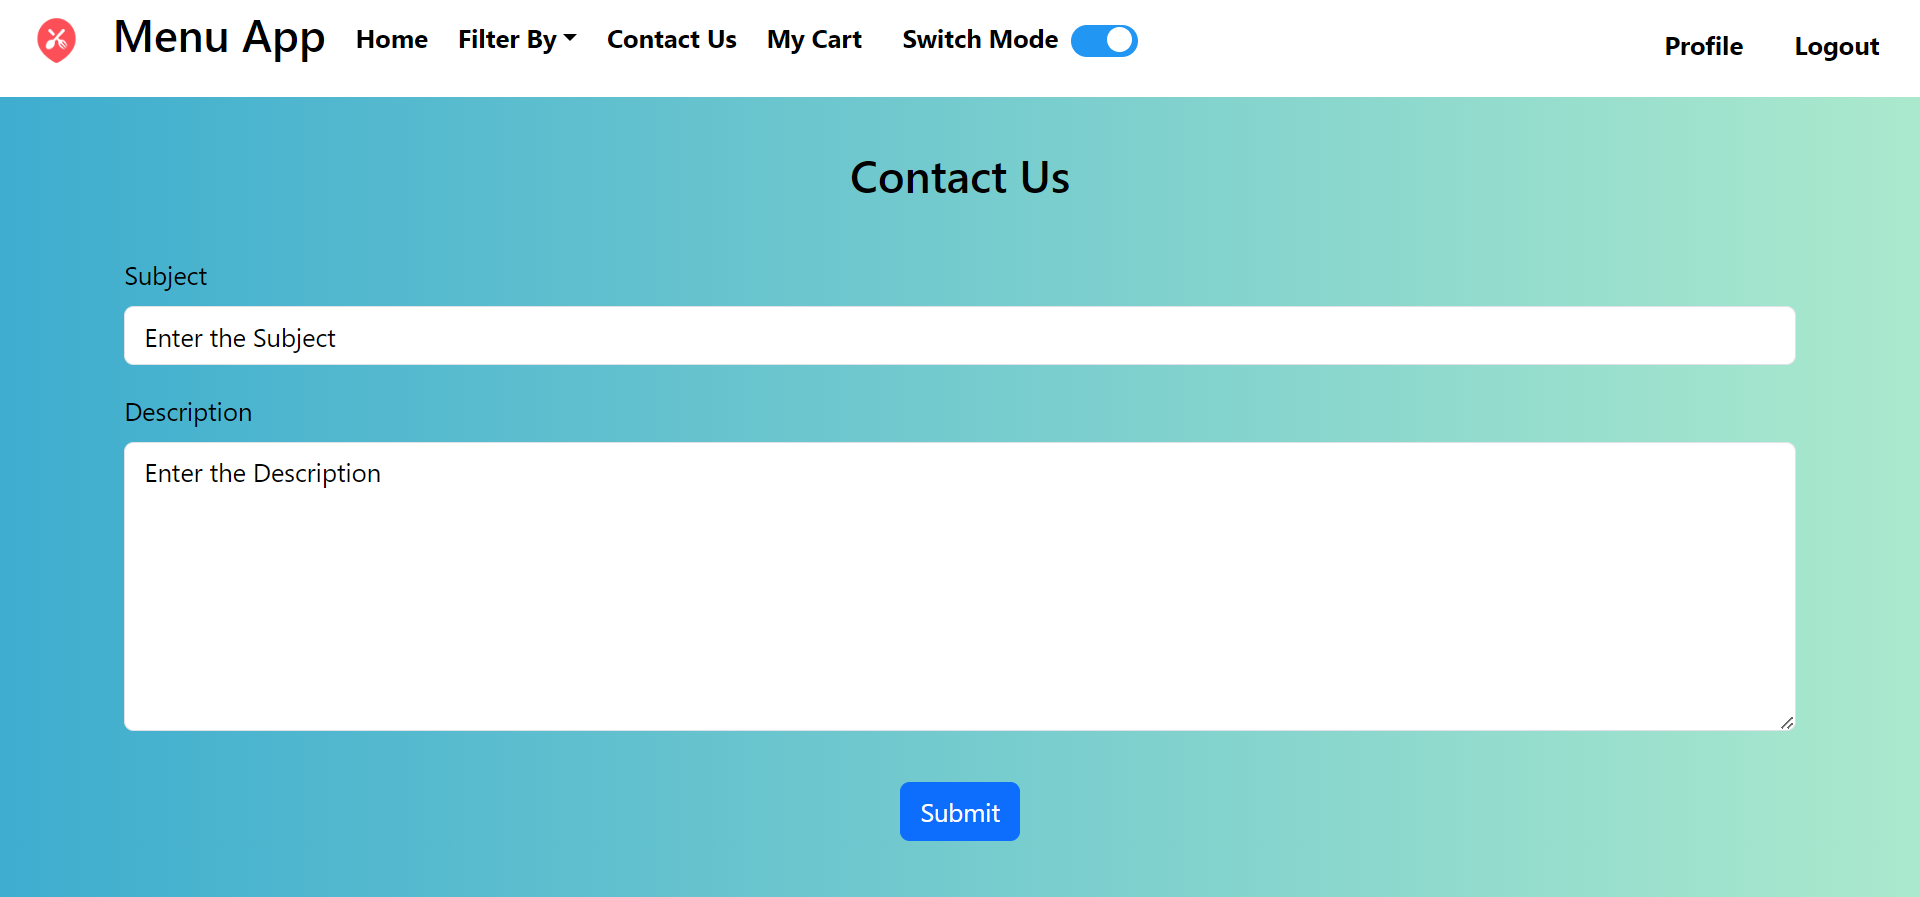 Menu App Home Filter By Contact Us My Cart Switch Mode Profile Logout
Contact Us
Subject
Enter the Subject
Description
Enter the Description
Submit